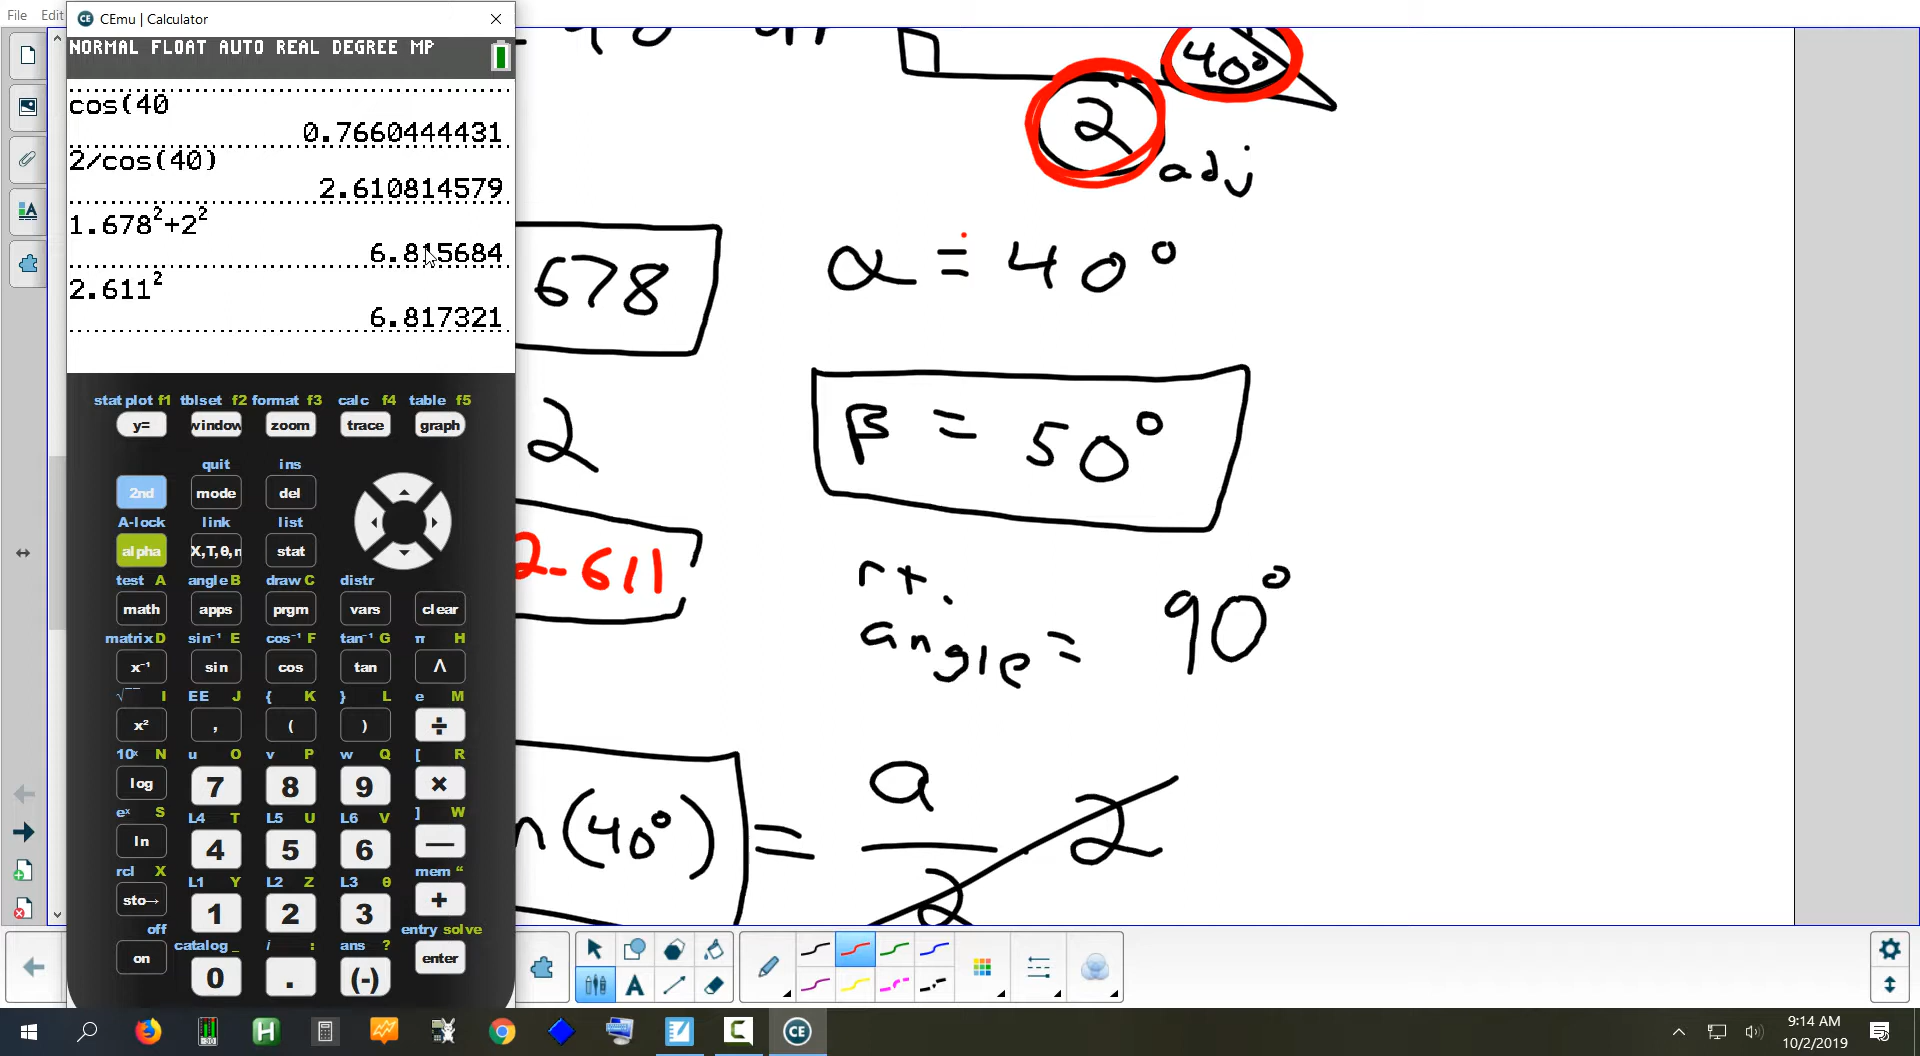 File Edit
CE CEmu | Calculator
NORMAL FLOAT AUTO REAL DEGREE MP
cos(40
0.7660444431
2/cos(40)
2.610814579
1.678²+2²
6.815684
2.611²
6.817321
40°
2
adj
678
α = 40°
2
β = 50°
2.611
rt.
angle = 90°
n(40°) = a
2 · 2
stat plot f1 tblset f2 format f3 calc f4 table f5
y= window zoom trace graph
quit ins
2nd mode del
A-lock link list
alpha X,T,θ,n stat
test A angle B draw C distr
math apps prgm vars clear
matrix D sin⁻¹ E cos⁻¹ F tan⁻¹ G π H
x⁻¹ sin cos tan ^
√ I EE J { K } L e M
x² , ( ) ÷
10ˣ N u O v P w Q [ R
log 7 8 9 ×
eˣ S L4 T L5 U L6 V ] W
ln 4 5 6 —
rcl X L1 Y L2 Z L3 θ mem "
sto→ 1 2 3 +
off catalog _ i : ans ? entry solve
on 0 . (-) enter
A
H
CE
9:14 AM
10/2/2019